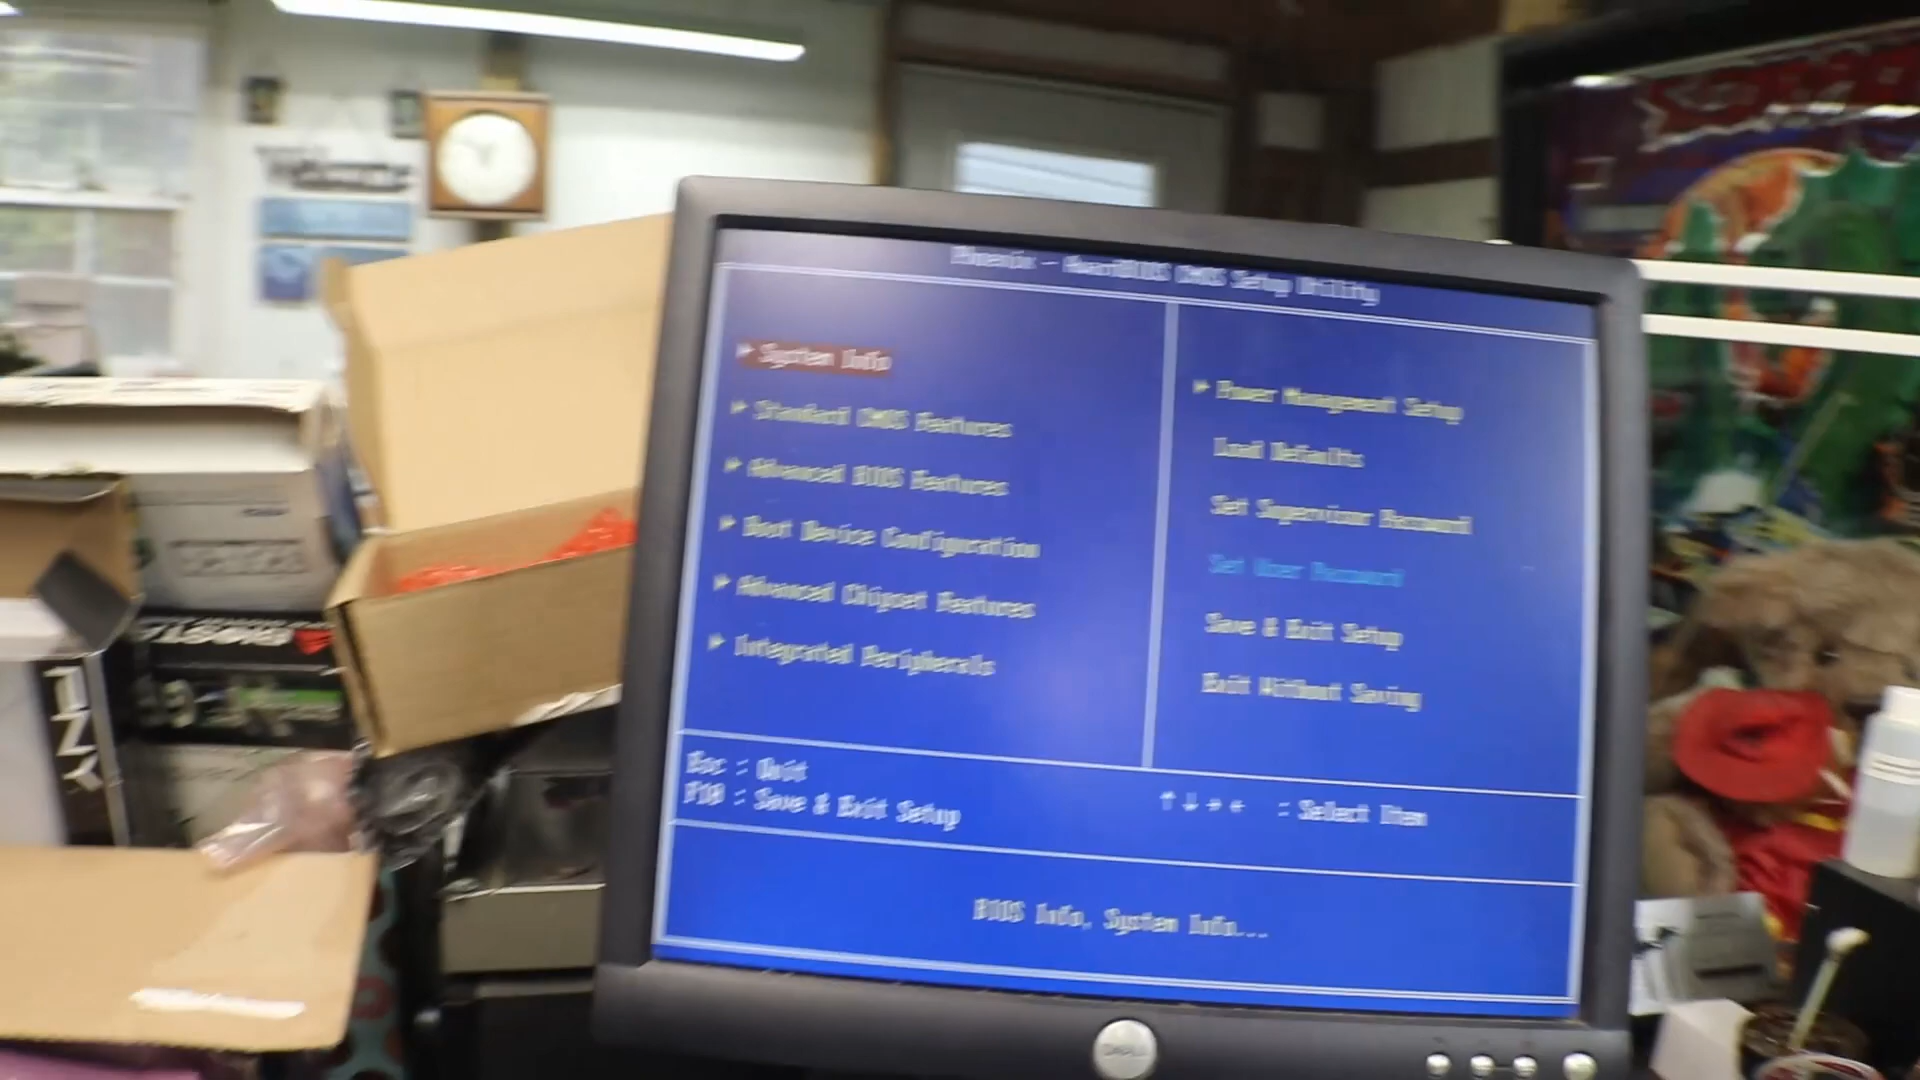 Welcome
Phoenix - AwardBIOS CMOS Setup Utility
System Info
Standard CMOS Features
Advanced BIOS Features
Boot Device Configuration
Advanced Chipset Features
Integrated Peripherals
Power Management Setup
Load Defaults
Set Supervisor Password
Set User Password
Save & Exit Setup
Exit Without Saving
Esc : Quit
F10 : Save & Exit Setup
↑ ↓ → ← : Select Item
BIOS Info, System Info...
DELL